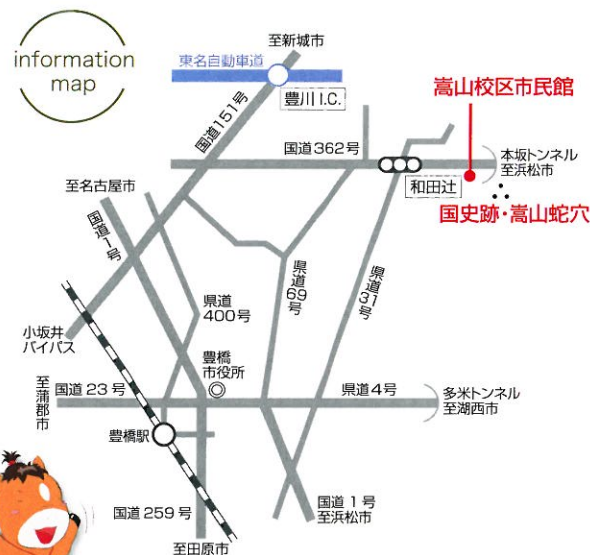 information
map
至新城市
東名自動車道
豊川 I.C.
国道151号
嵩山校区市民館
国道362号
本坂トンネル
至浜松市
和田辻
国史跡・嵩山蛇穴
至名古屋市
国道1号
県道
400号
県道69号
県道31号
小坂井
バイパス
豊橋
市役所
至蒲郡市
国道23号
県道4号
多米トンネル
至湖西市
豊橋駅
国道259号
国道1号
至浜松市
至田原市